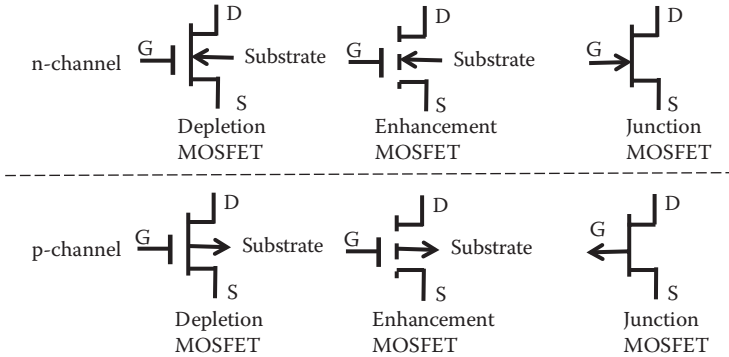 D D D
G Substrate G Substrate G
n-channel
S S S
Depletion Enhancement Junction
MOSFET MOSFET MOSFET
D D D
G Substrate G Substrate G
p-channel
S S S
Depletion Enhancement Junction
MOSFET MOSFET MOSFET